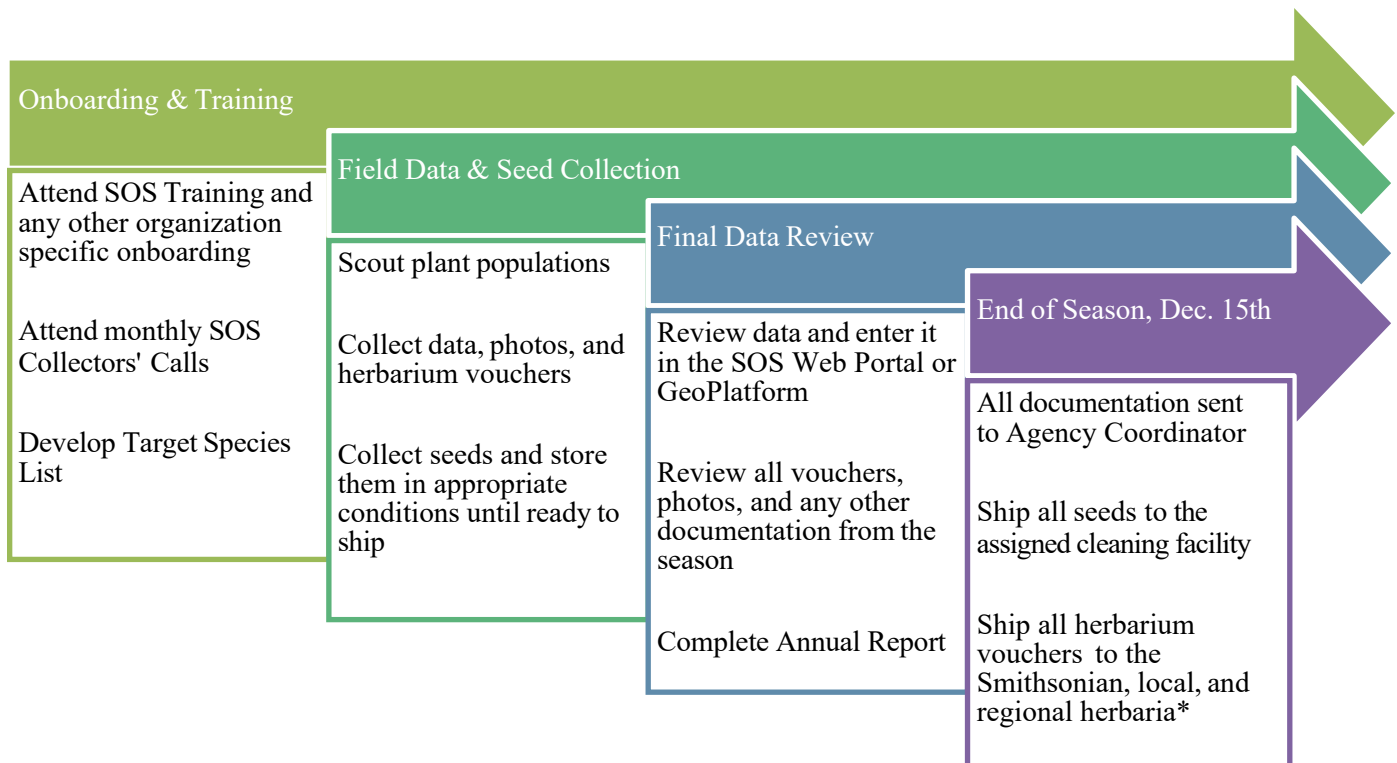 Onboarding & Training
Attend SOS Training and
any other organization
specific onboarding
Attend monthly SOS
Collectors' Calls
Develop Target Species
List
Field Data & Seed Collection
Scout plant populations
Collect data, photos, and
herbarium vouchers
Collect seeds and store
them in appropriate
conditions until ready to
ship
Final Data Review
Review data and enter it
in the SOS Web Portal or
GeoPlatform
Review all vouchers,
photos, and any other
documentation from the
season
Complete Annual Report
End of Season, Dec. 15th
All documentation sent
to Agency Coordinator
Ship all seeds to the
assigned cleaning facility
Ship all herbarium
vouchers to the
Smithsonian, local, and
regional herbaria*